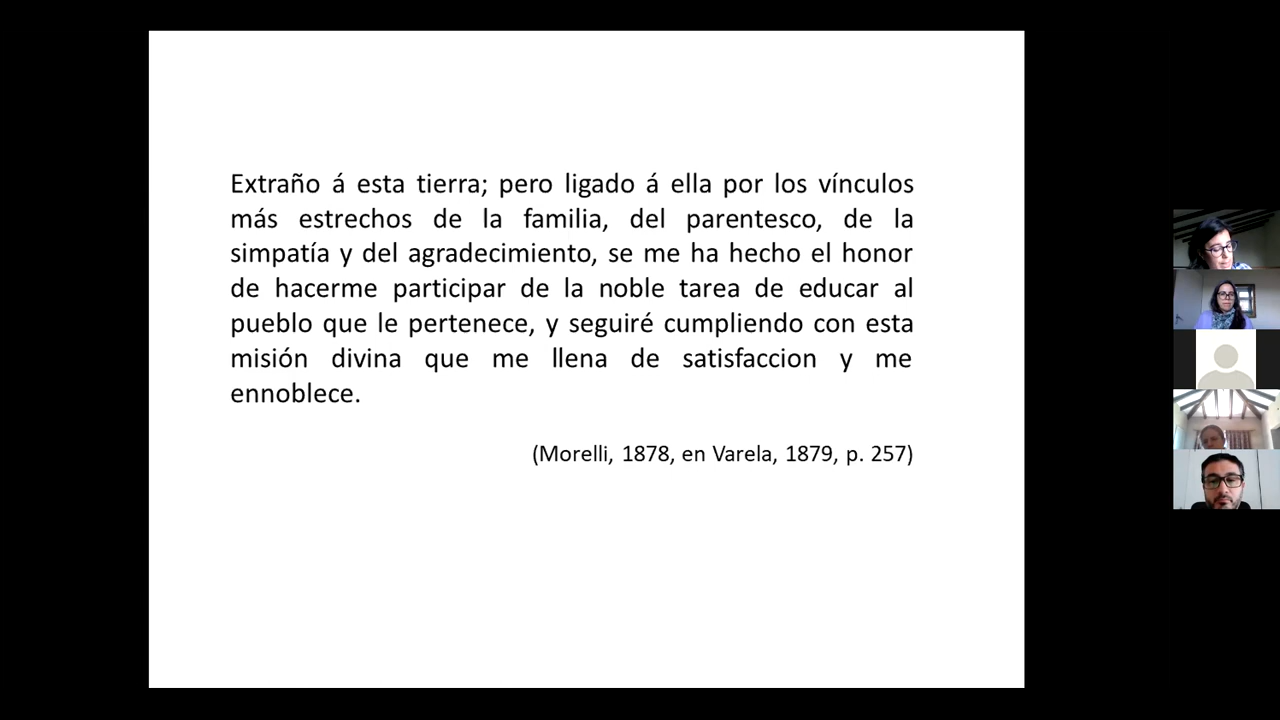 Extraño á esta tierra; pero ligado á ella por los vínculos
más estrechos de la familia, del parentesco, de la
simpatía y del agradecimiento, se me ha hecho el honor
de hacerme participar de la noble tarea de educar al
pueblo que le pertenece, y seguiré cumpliendo con esta
misión divina que me llena de satisfaccion y me
ennoblece.
(Morelli, 1878, en Varela, 1879, p. 257)